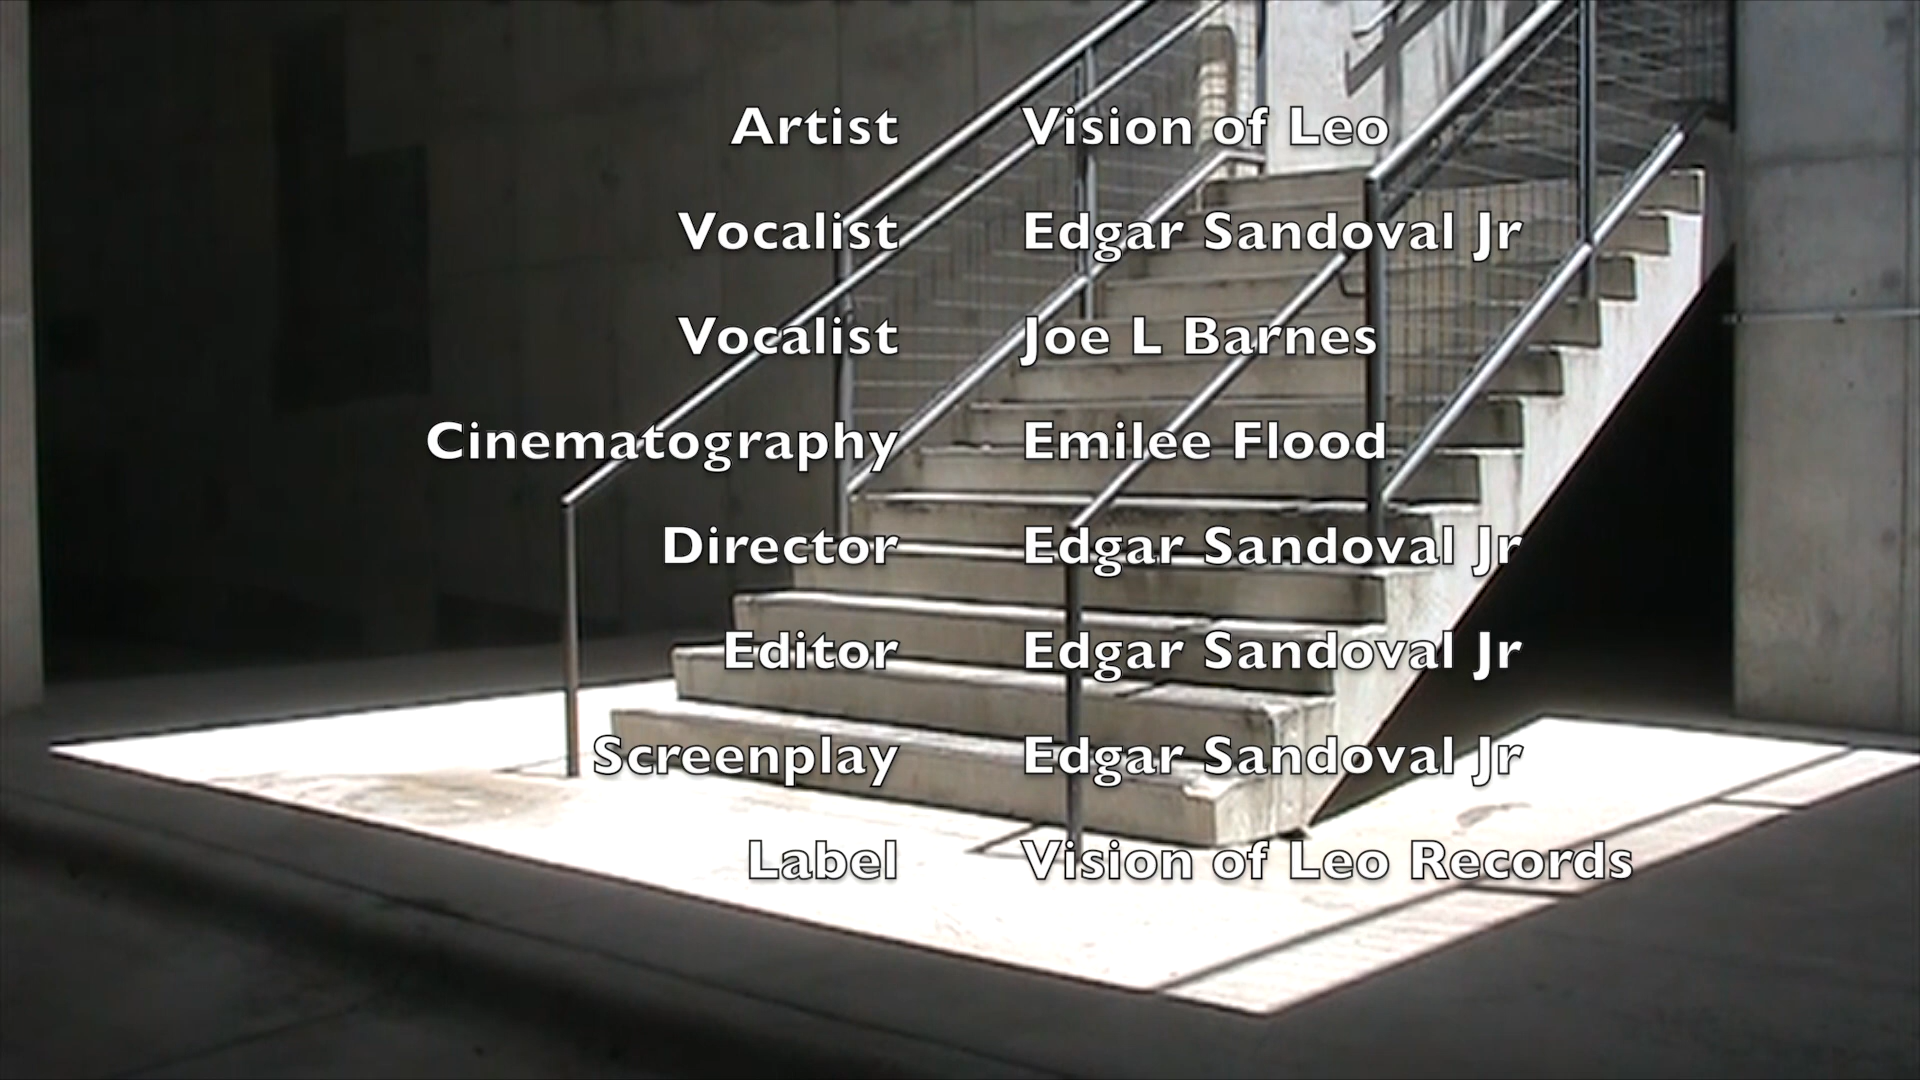 Artist Vision of Leo
Vocalist Edgar Sandoval Jr
Vocalist Joe L Barnes
Cinematography Emilee Flood
Director Edgar Sandoval Jr
Editor Edgar Sandoval Jr
Screenplay Edgar Sandoval Jr
Label Vision of Leo Records